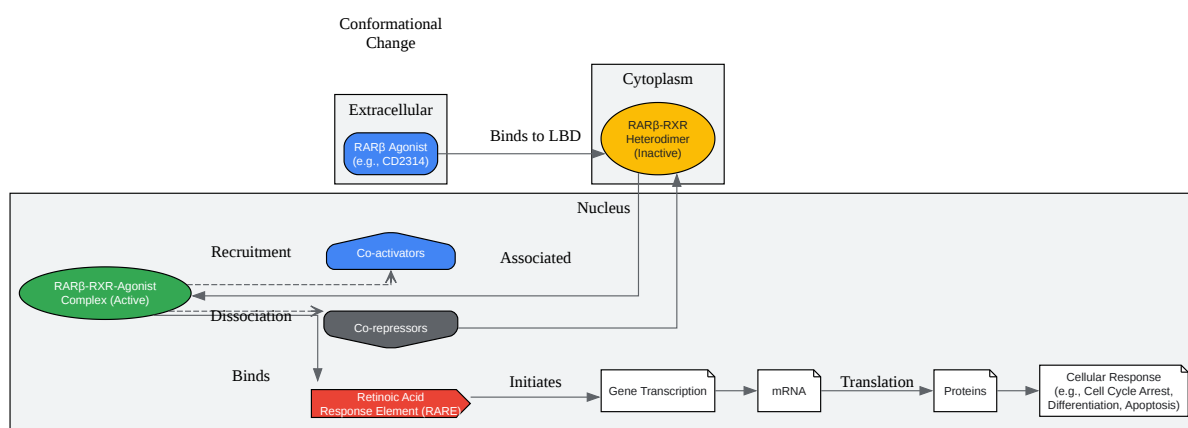 Conformational
Change
Cytoplasm
Extracellular
RARβ Agonist
(e.g., CD2314)
Binds to LBD
RARβ-RXR
Heterodimer
(Inactive)
Nucleus
Recruitment
Co-activators
Associated
RARβ-RXR-Agonist
Complex (Active)
Dissociation
Co-repressors
Binds
Retinoic Acid
Response Element (RARE)
Initiates
Gene Transcription
mRNA
Translation
Proteins
Cellular Response
(e.g., Cell Cycle Arrest,
Differentiation, Apoptosis)